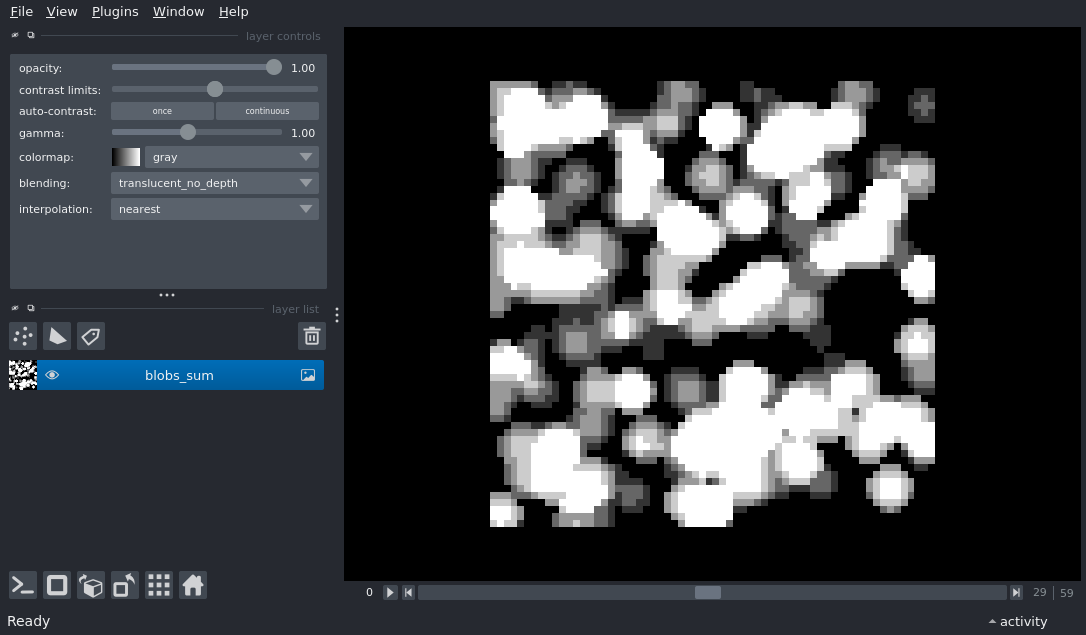 File View Plugins Window Help
layer controls
opacity: 1.00
contrast limits:
auto-contrast: once continuous
gamma: 1.00
colormap: gray
blending: translucent_no_depth
interpolation: nearest
layer list
blobs_sum
0 29 59
Ready activity